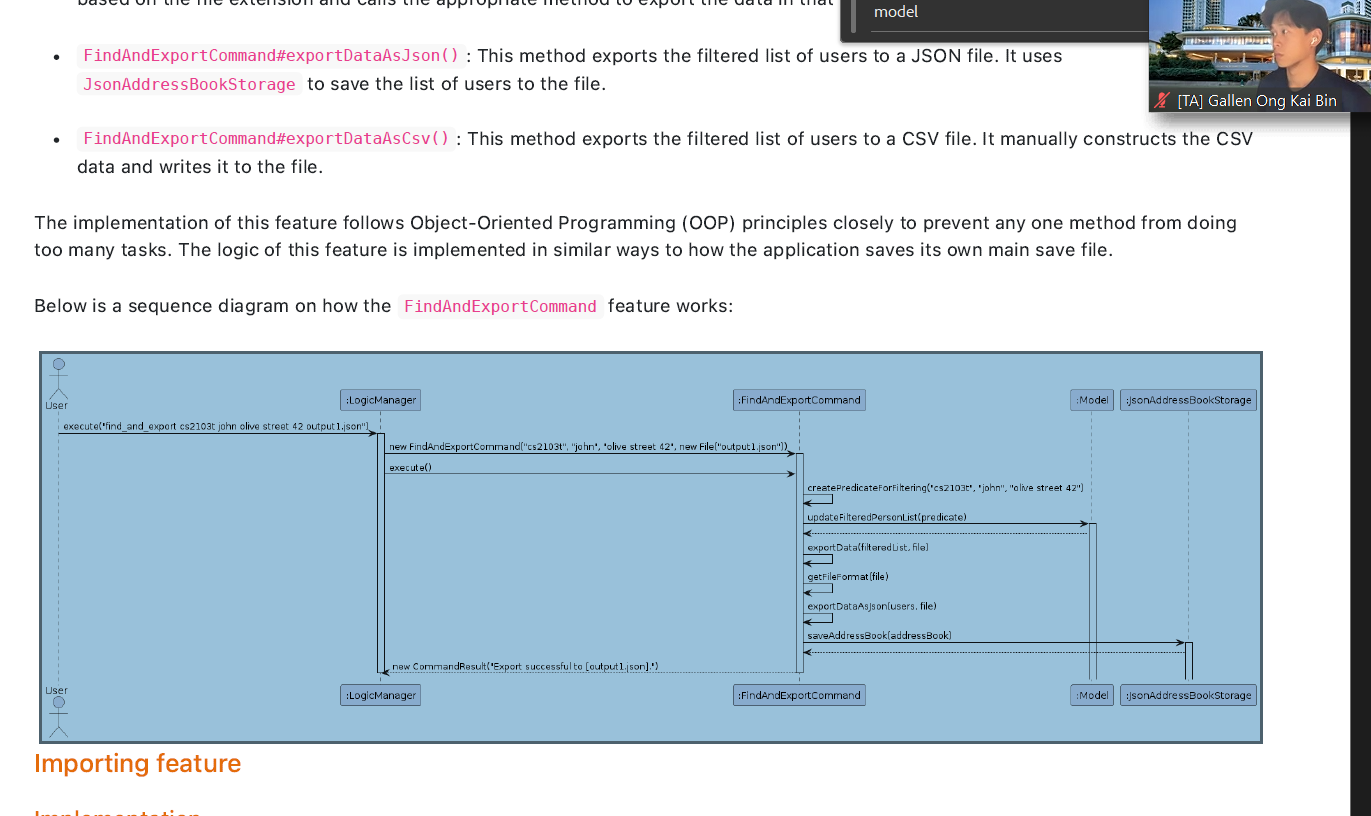 based on the file extension and calls the appropriate method to export the data in that
model
FindAndExportCommand#exportDataAsJson() : This method exports the filtered list of users to a JSON file. It uses
JsonAddressBookStorage to save the list of users to the file.
[TA] Gallen Ong Kai Bin
FindAndExportCommand#exportDataAsCsv() : This method exports the filtered list of users to a CSV file. It manually constructs the CSV
data and writes it to the file.
The implementation of this feature follows Object-Oriented Programming (OOP) principles closely to prevent any one method from doing
too many tasks. The logic of this feature is implemented in similar ways to how the application saves its own main save file.
Below is a sequence diagram on how the FindAndExportCommand feature works:
User
:LogicManager
:FindAndExportCommand
:Model
:JsonAddressBookStorage
execute("find_and_export cs2103t john olive street 42 output1.json")
new FindAndExportCommand("cs2103t", "john", "olive street 42", new File("output1.json"))
execute()
createPredicateForFiltering("cs2103t", "john", "olive street 42")
updateFilteredPersonList(predicate)
exportData(filteredList, file)
getFileFormat(file)
exportDataAsJson(users, file)
saveAddressBook(addressBook)
new CommandResult("Export successful to [output1.json].")
User
:LogicManager
:FindAndExportCommand
:Model
:JsonAddressBookStorage
Importing feature
Implementation